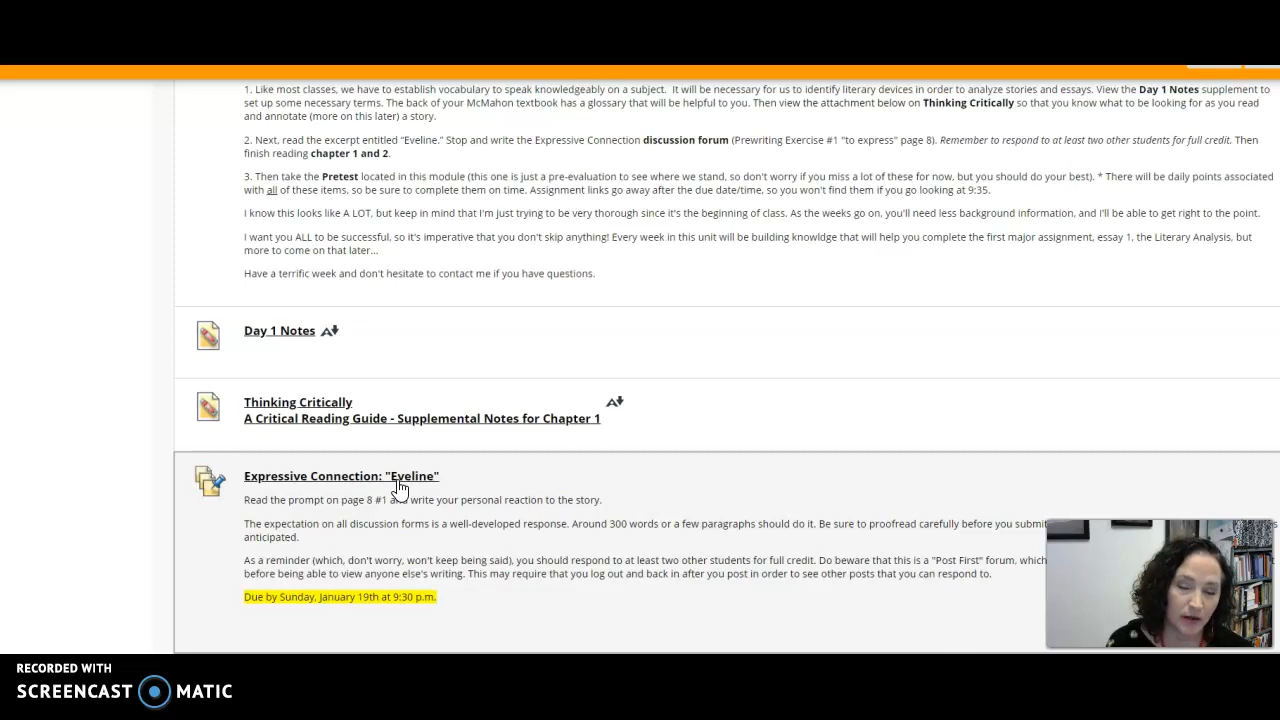 1. Like most classes, we have to establish vocabulary to speak knowledgeably on a subject. It will be necessary for us to identify literary devices in order to analyze stories and essays. View the Day 1 Notes supplement to
set up some necessary terms. The back of your McMahon textbook has a glossary that will be helpful to you. Then view the attachment below on Thinking Critically so that you know what to be looking for as you read
and annotate (more on this later) a story.
2. Next, read the excerpt entitled "Eveline." Stop and write the Expressive Connection discussion forum (Prewriting Exercise #1 "to express" page 8). Remember to respond to at least two other students for full credit. Then
finish reading chapter 1 and 2.
3. Then take the Pretest located in this module (this one is just a pre-evaluation to see where we stand, so don't worry if you miss a lot of these for now, but you should do your best). * There will be daily points associated
with all of these items, so be sure to complete them on time. Assignment links go away after the due date/time, so you won't find them if you go looking at 9:35.
I know this looks like A LOT, but keep in mind that I'm just trying to be very thorough since it's the beginning of class. As the weeks go on, you'll need less background information, and I'll be able to get right to the point.
I want you ALL to be successful, so it's imperative that you don't skip anything! Every week in this unit will be building knowldge that will help you complete the first major assignment, essay 1, the Literary Analysis, but
more to come on that later...
Have a terrific week and don't hesitate to contact me if you have questions.
Day 1 Notes
Thinking Critically
A Critical Reading Guide - Supplemental Notes for Chapter 1
Expressive Connection: "Eveline"
Read the prompt on page 8 #1 and write your personal reaction to the story.
The expectation on all discussion forms is a well-developed response. Around 300 words or a few paragraphs should do it. Be sure to proofread carefully before you submit
anticipated.
As a reminder (which, don't worry, won't keep being said), you should respond to at least two other students for full credit. Do beware that this is a "Post First" forum, which
before being able to view anyone else's writing. This may require that you log out and back in after you post in order to see other posts that you can respond to.
Due by Sunday, January 19th at 9:30 p.m.
RECORDED WITH
SCREENCAST MATIC